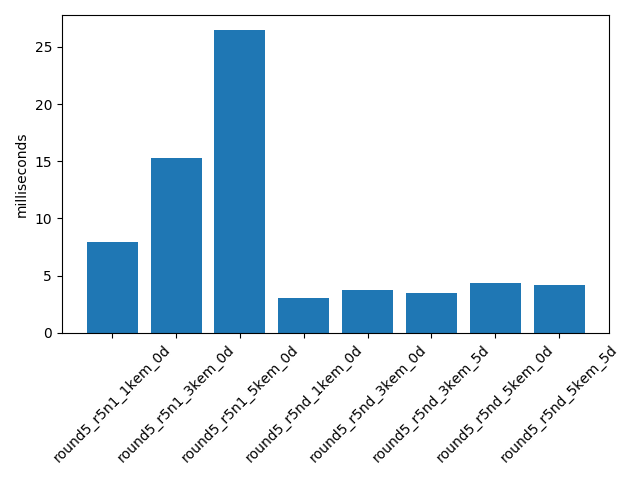 25
20
15
10
5
0
milliseconds
round5_r5n1_1kem_0d
round5_r5n1_3kem_0d
round5_r5n1_5kem_0d
round5_r5nd_1kem_0d
round5_r5nd_3kem_0d
round5_r5nd_3kem_5d
round5_r5nd_5kem_0d
round5_r5nd_5kem_5d